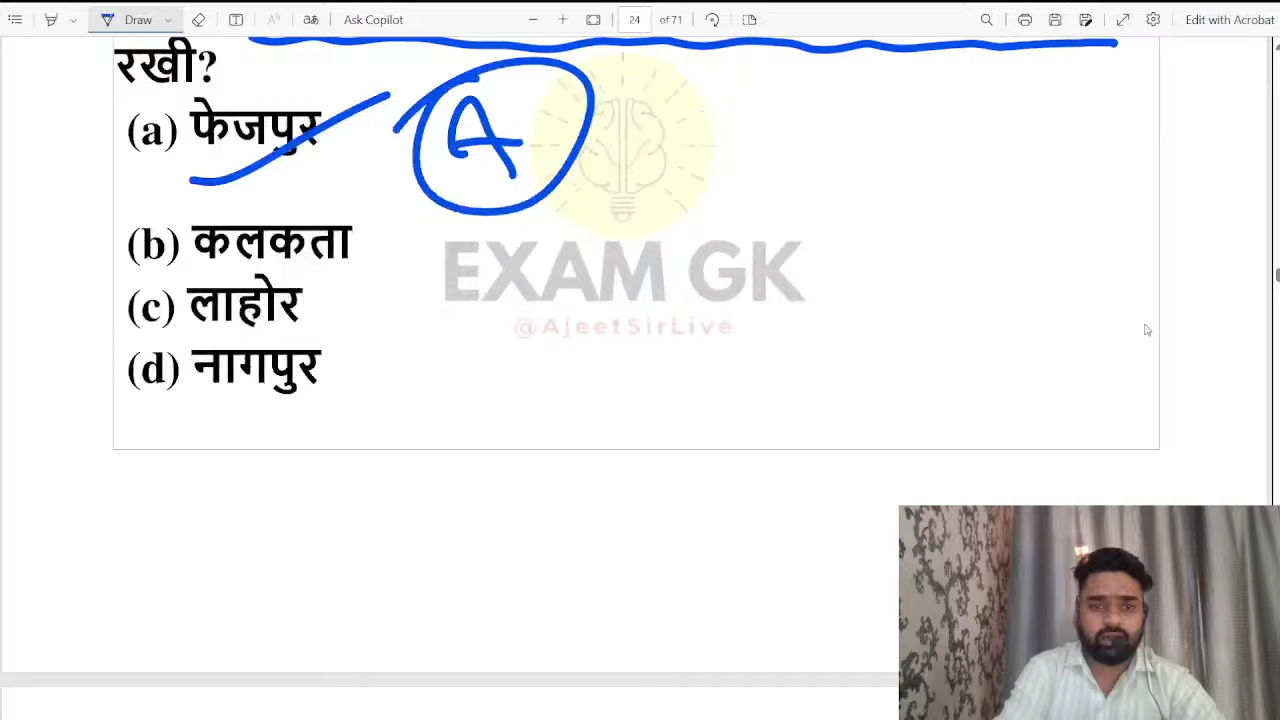 Draw
Ask Copilot
24 of 71
Edit with Acrobat
रखी?
(a) फेजपुर
A
(b) कलकता
(c) लाहोर
(d) नागपुर
EXAM GK
@AjeetSirLive